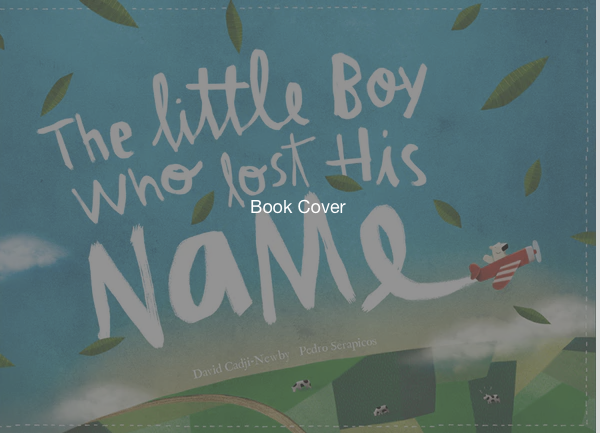 The little Boy
Who lost His
Book Cover
NaMe
David Cadji-Newby Pedro Serapicos